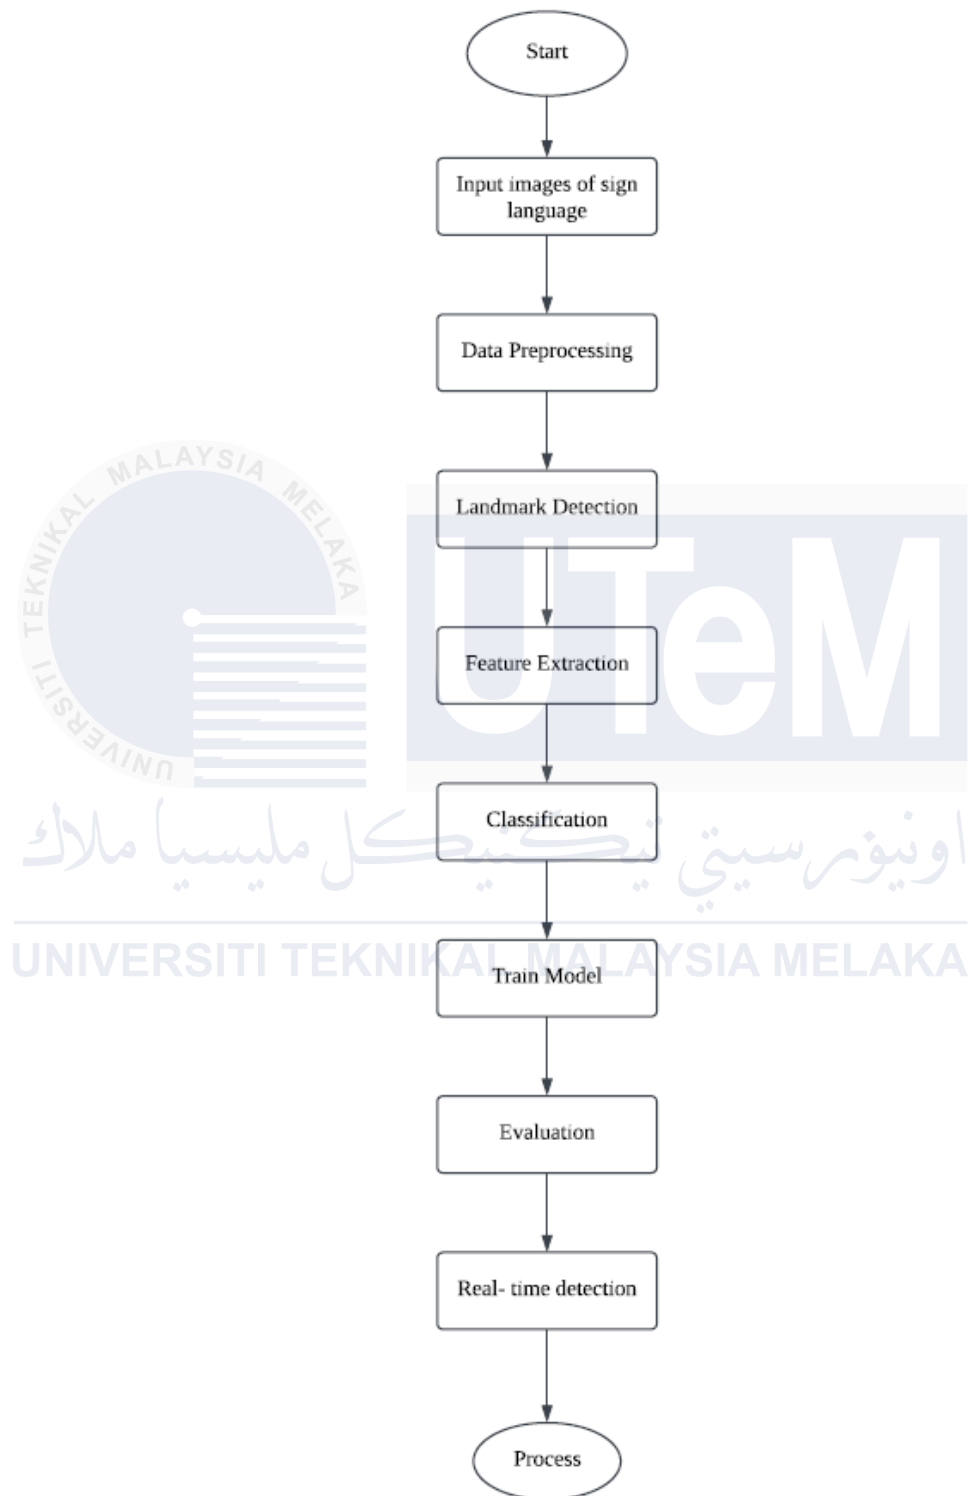 Start
Input images of sign
language
Data Preprocessing
UNIVERSITI TEKNIKAL MALAYSIA MELAKA
Landmark Detection
UTeM
Feature Extraction
Classification
اونيۏرسيتي تيكنيكل مليسيا ملاك
UNIVERSITI TEKNIKAL MALAYSIA MELAKA
Train Model
Evaluation
Real- time detection
Process